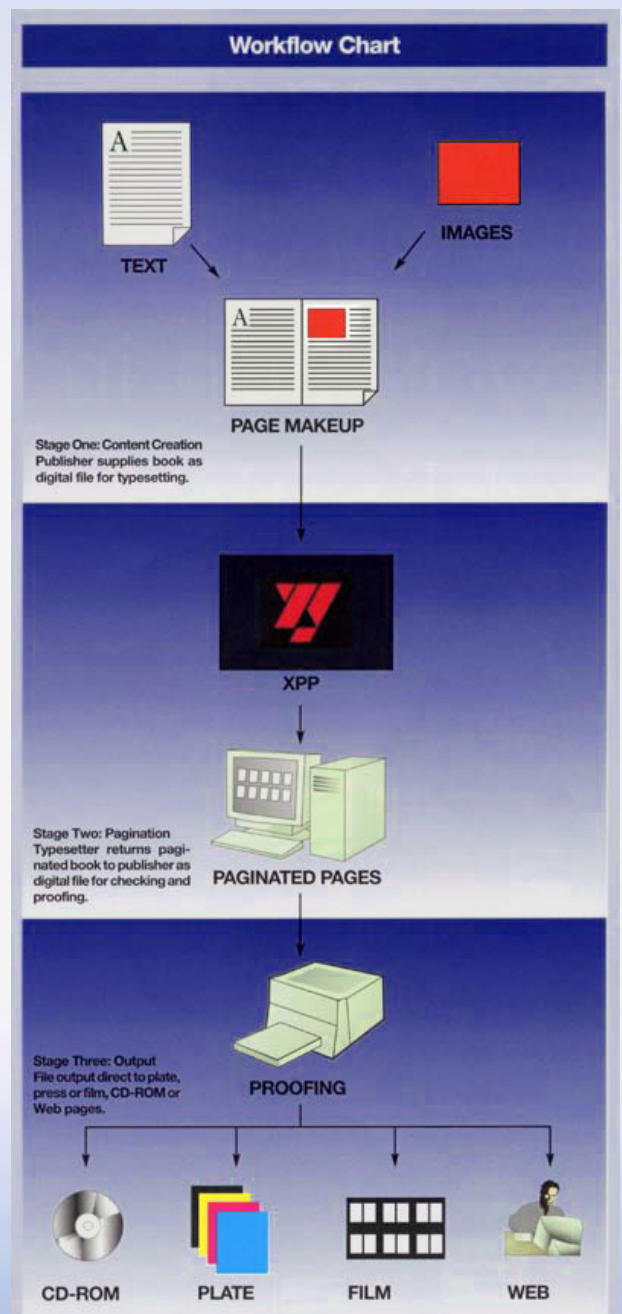 Workflow Chart
A
TEXT
IMAGES
A
PAGE MAKEUP
Stage One: Content Creation
Publisher supplies book as
digital file for typesetting.
XPP
Stage Two: Pagination
Typesetter returns pagi-
nated book to publisher as
digital file for checking and
proofing.
PAGINATED PAGES
Stage Three: Output
File output direct to plate,
press or film, CD-ROM or
Web pages.
PROOFING
CD-ROM PLATE FILM WEB